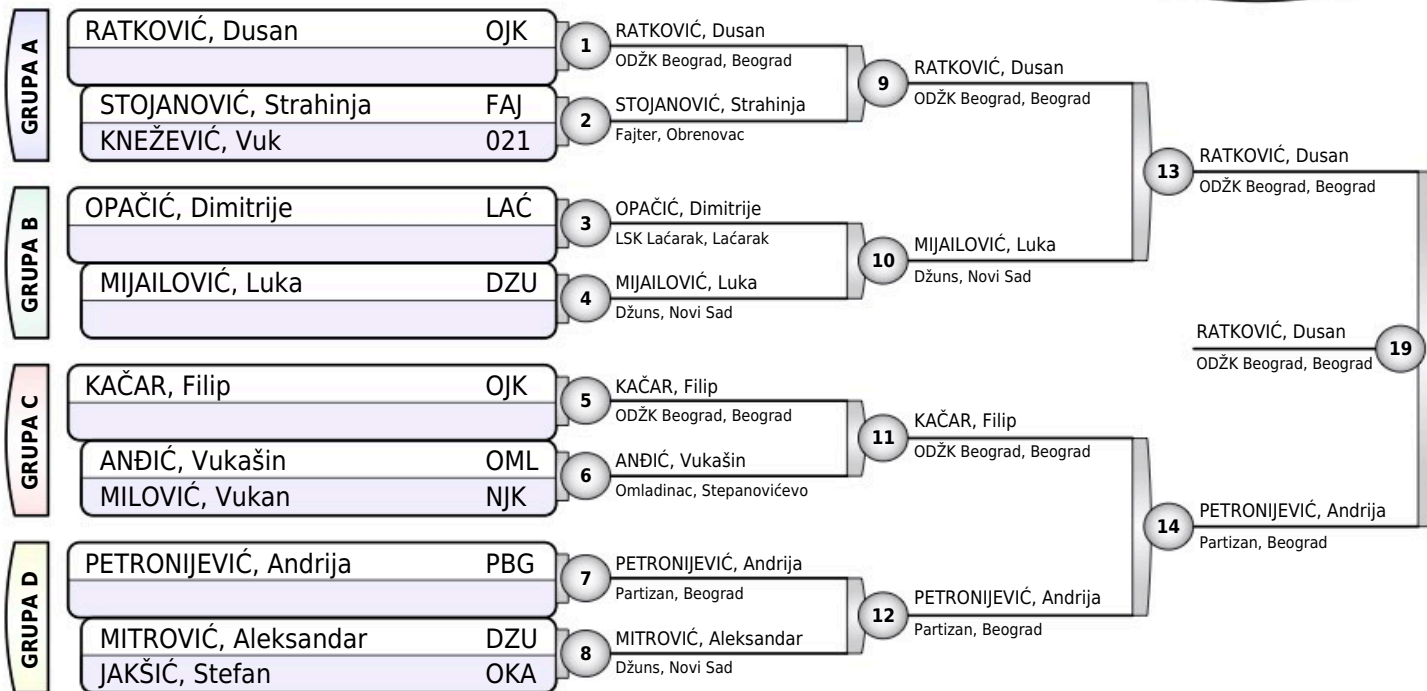 GRUPA A
RATKOVIĆ, Dusan OJK
STOJANOVIĆ, Strahinja FAJ
KNEŽEVIĆ, Vuk 021
GRUPA B
OPAČIĆ, Dimitrije LAĆ
MIJAILOVIĆ, Luka DZU
GRUPA C
KAČAR, Filip OJK
ANĐIĆ, Vukašin OML
MILOVIĆ, Vukan NJK
GRUPA D
PETRONIJEVIĆ, Andrija PBG
MITROVIĆ, Aleksandar DZU
JAKŠIĆ, Stefan OKA
1
RATKOVIĆ, Dusan
ODŽK Beograd, Beograd
2
STOJANOVIĆ, Strahinja
Fajter, Obrenovac
3
OPAČIĆ, Dimitrije
LSK Laćarak, Laćarak
4
MIJAILOVIĆ, Luka
Džuns, Novi Sad
5
KAČAR, Filip
ODŽK Beograd, Beograd
6
ANĐIĆ, Vukašin
Omladinac, Stepanovićevo
7
PETRONIJEVIĆ, Andrija
Partizan, Beograd
8
MITROVIĆ, Aleksandar
Džuns, Novi Sad
9
RATKOVIĆ, Dusan
ODŽK Beograd, Beograd
10
MIJAILOVIĆ, Luka
Džuns, Novi Sad
11
KAČAR, Filip
ODŽK Beograd, Beograd
12
PETRONIJEVIĆ, Andrija
Partizan, Beograd
13
RATKOVIĆ, Dusan
ODŽK Beograd, Beograd
14
PETRONIJEVIĆ, Andrija
Partizan, Beograd
RATKOVIĆ, Dusan
ODŽK Beograd, Beograd
19